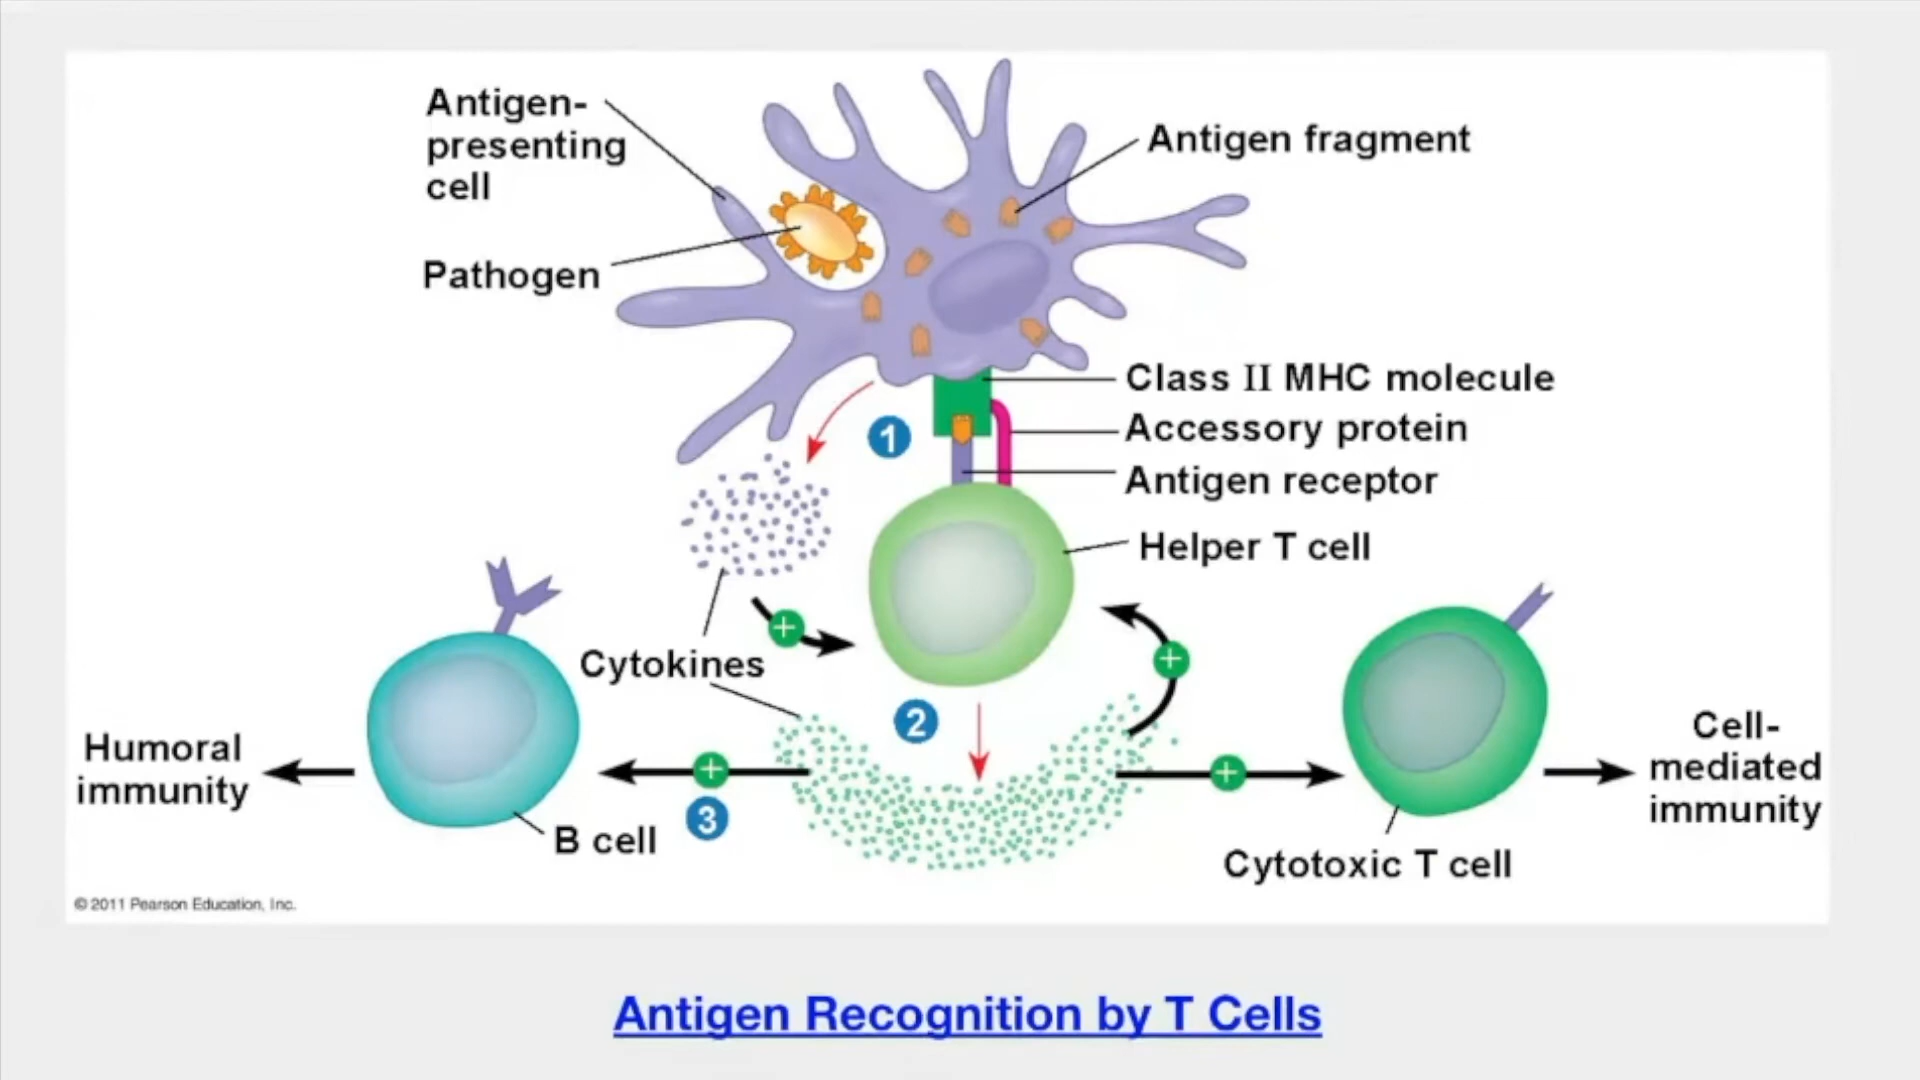 Antigen-
presenting
cell
Pathogen
Antigen fragment
Class II MHC molecule
1
Accessory protein
Antigen receptor
Helper T cell
+
Cytokines
+
2
Humoral
immunity
+
3
B cell
+
Cytotoxic T cell
Cell-
mediated
immunity
© 2011 Pearson Education, Inc.
Antigen Recognition by T Cells